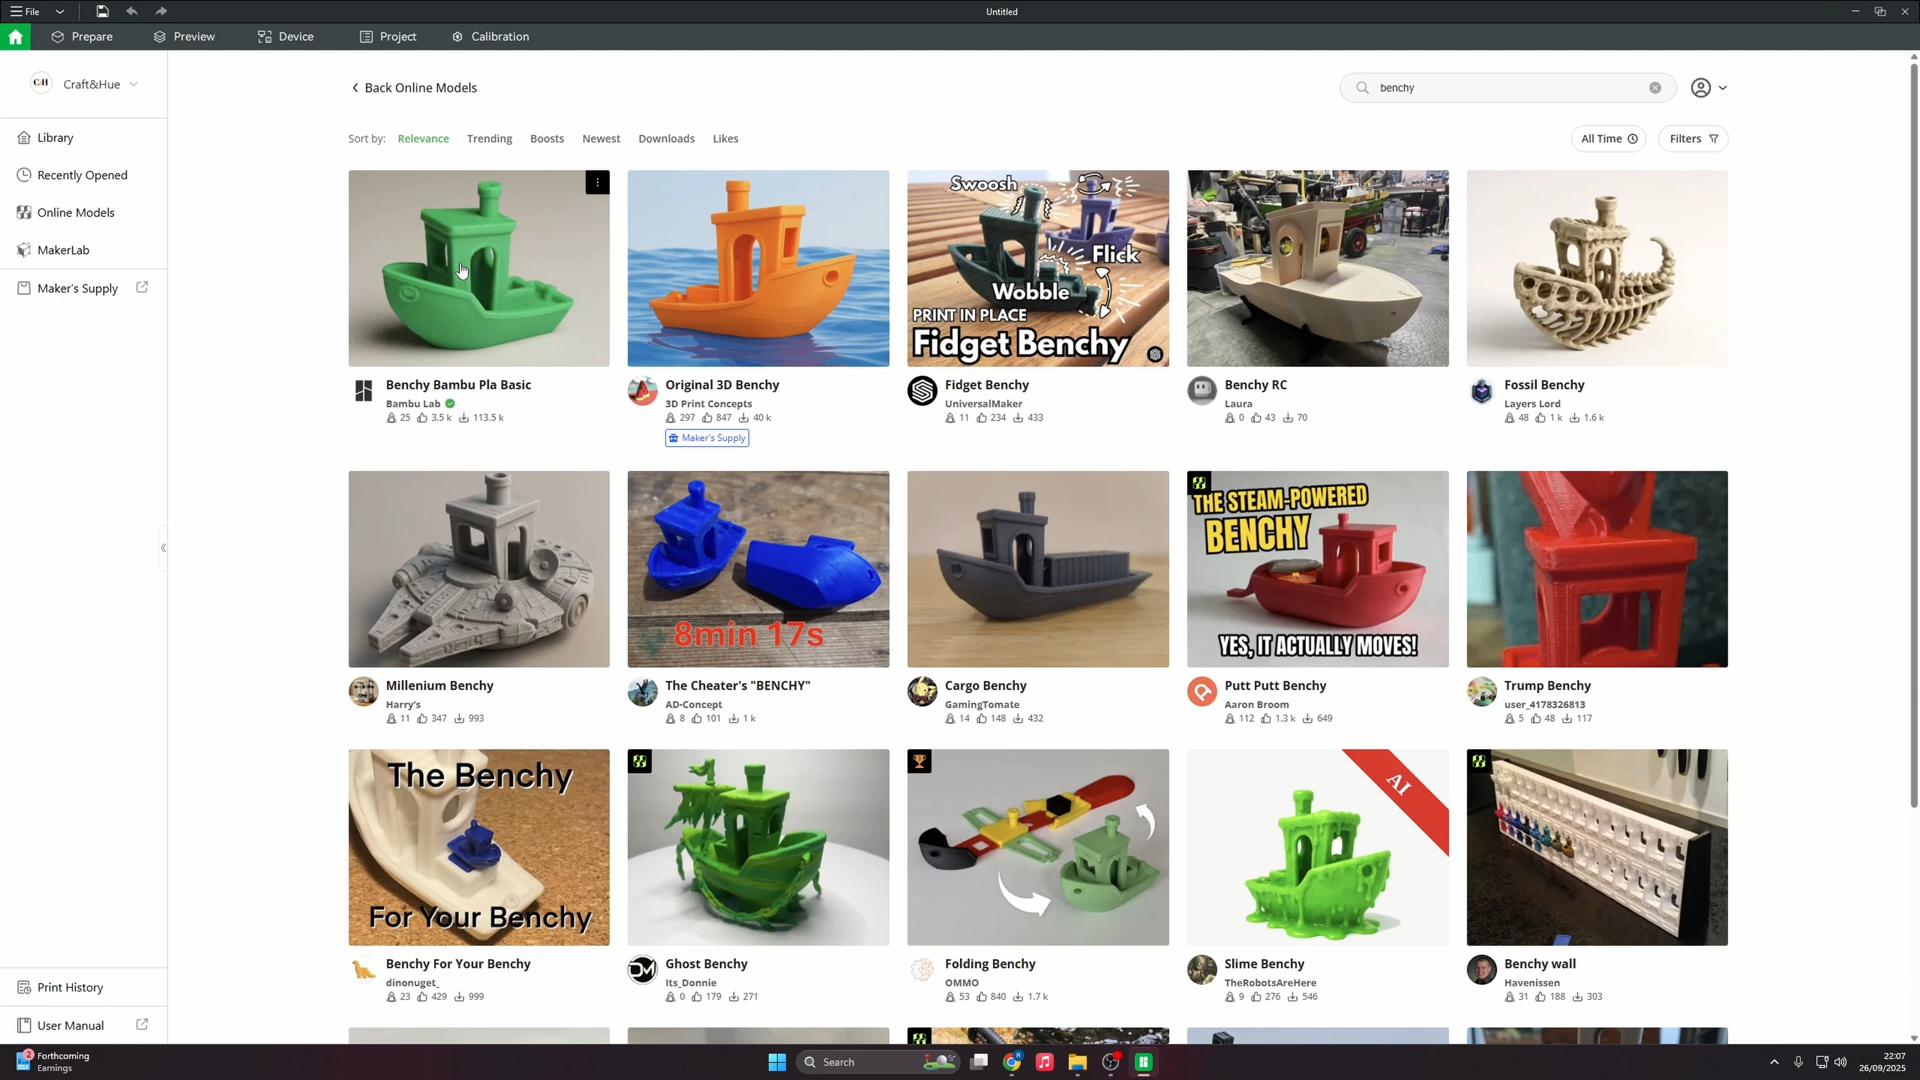 File
Untitled
Prepare
Preview
Device
Project
Calibration
C&H
Craft&Hue
Library
Recently Opened
Online Models
MakerLab
Maker's Supply
Print History
User Manual
Back Online Models
benchy
Sort by:
Relevance
Trending
Boosts
Newest
Downloads
Likes
All Time
Filters
Swoosh
Flick
Wobble
PRINT IN PLACE
Fidget Benchy
Benchy Bambu Pla Basic
Bambu Lab
25 3.5 k 113.5 k
Original 3D Benchy
3D Print Concepts
297 847 40 k
Maker's Supply
Fidget Benchy
UniversalMaker
11 234 433
Benchy RC
Laura
0 43 70
Fossil Benchy
Layers Lord
48 1 k 1.6 k
8min 17s
THE STEAM-POWERED
BENCHY
YES, IT ACTUALLY MOVES!
Millenium Benchy
Harry's
11 347 993
The Cheater's "BENCHY"
AD-Concept
8 101 1 k
Cargo Benchy
GamingTomate
14 148 432
Putt Putt Benchy
Aaron Broom
112 1.3 k 649
Trump Benchy
user_4178326813
5 48 117
The Benchy
For Your Benchy
AI
Benchy For Your Benchy
dinonuget_
23 429 999
DM
Ghost Benchy
Its_Donnie
0 179 271
Folding Benchy
OMMO
53 840 1.7 k
Slime Benchy
TheRobotsAreHere
9 276 546
Benchy wall
Havenissen
31 188 303
2
Forthcoming
Earnings
Search
22:07
26/09/2025